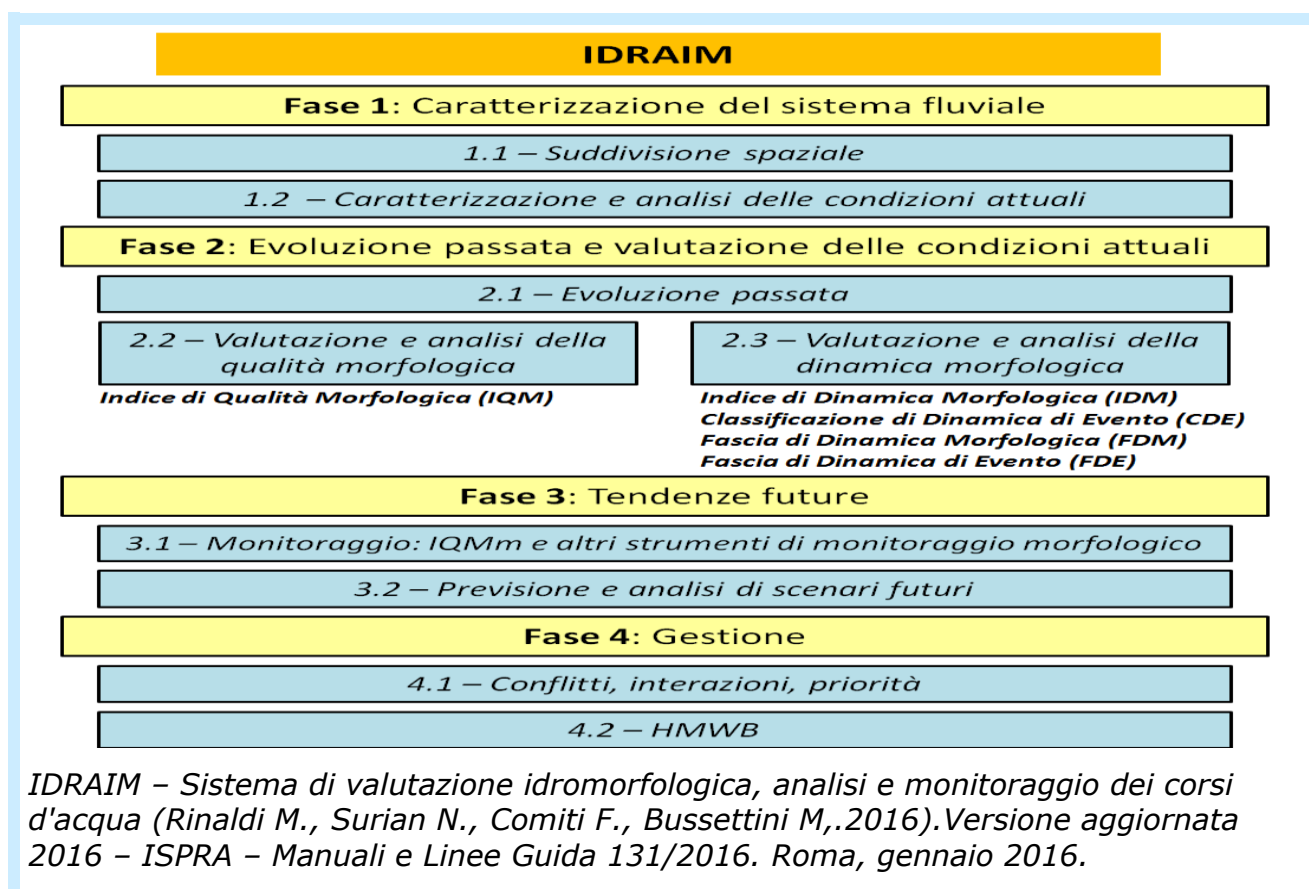 IDRAIM
Fase 1: Caratterizzazione del sistema fluviale
1.1 – Suddivisione spaziale
1.2 – Caratterizzazione e analisi delle condizioni attuali
Fase 2: Evoluzione passata e valutazione delle condizioni attuali
2.1 – Evoluzione passata
2.2 – Valutazione e analisi della
qualità morfologica
Indice di Qualità Morfologica (IQM)
2.3 – Valutazione e analisi della
dinamica morfologica
Indice di Dinamica Morfologica (IDM)
Classificazione di Dinamica di Evento (CDE)
Fascia di Dinamica Morfologica (FDM)
Fascia di Dinamica di Evento (FDE)
Fase 3: Tendenze future
3.1 – Monitoraggio: IQMm e altri strumenti di monitoraggio morfologico
3.2 – Previsione e analisi di scenari futuri
Fase 4: Gestione
4.1 – Conflitti, interazioni, priorità
4.2 – HMWB
IDRAIM – Sistema di valutazione idromorfologica, analisi e monitoraggio dei corsi
d'acqua (Rinaldi M., Surian N., Comiti F., Bussettini M,.2016).Versione aggiornata
2016 – ISPRA – Manuali e Linee Guida 131/2016. Roma, gennaio 2016.